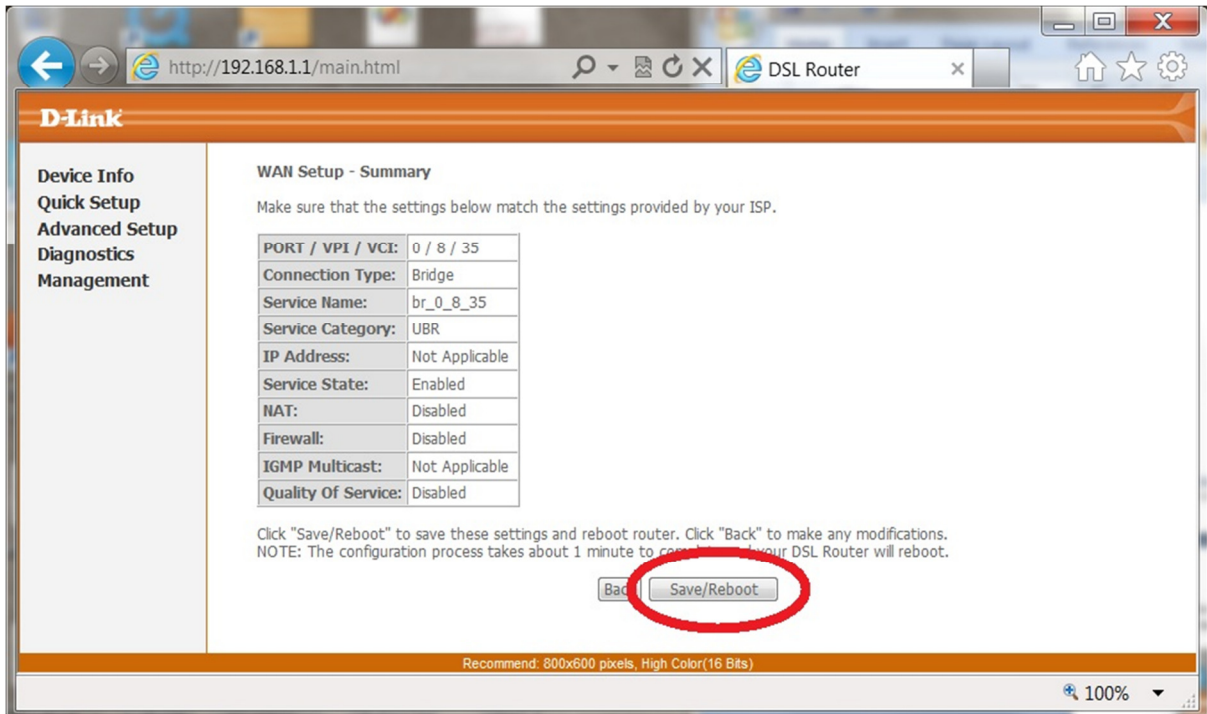 http://192.168.1.1/main.html
DSL Router
D-Link
Device Info
Quick Setup
Advanced Setup
Diagnostics
Management
WAN Setup - Summary
Make sure that the settings below match the settings provided by your ISP.
PORT / VPI / VCI: 0 / 8 / 35
Connection Type: Bridge
Service Name: br_0_8_35
Service Category: UBR
IP Address: Not Applicable
Service State: Enabled
NAT: Disabled
Firewall: Disabled
IGMP Multicast: Not Applicable
Quality Of Service: Disabled
Click "Save/Reboot" to save these settings and reboot router. Click "Back" to make any modifications.
NOTE: The configuration process takes about 1 minute to your DSL Router will reboot.
Save/Reboot
Recommend: 800x600 pixels, High Color(16 Bits)
100%